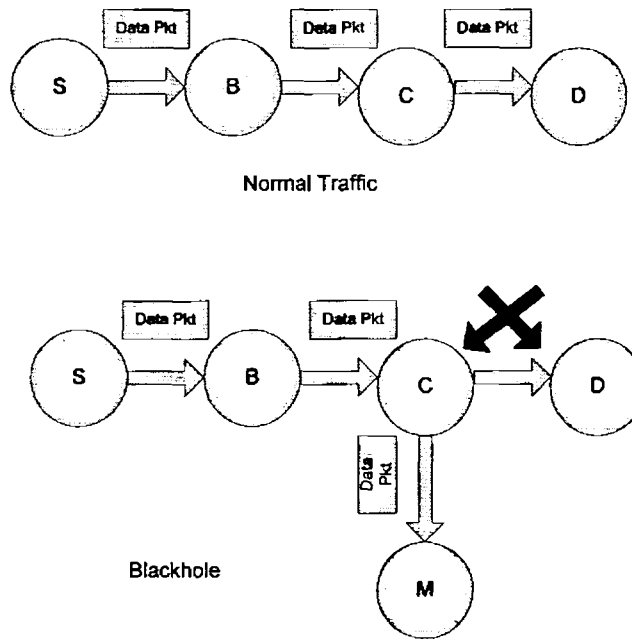 Data Pkt Data Pkt Data Pkt
S B C D
Normal Traffic
Data Pkt Data Pkt
S B C D
Data
Pkt
Blackhole
M